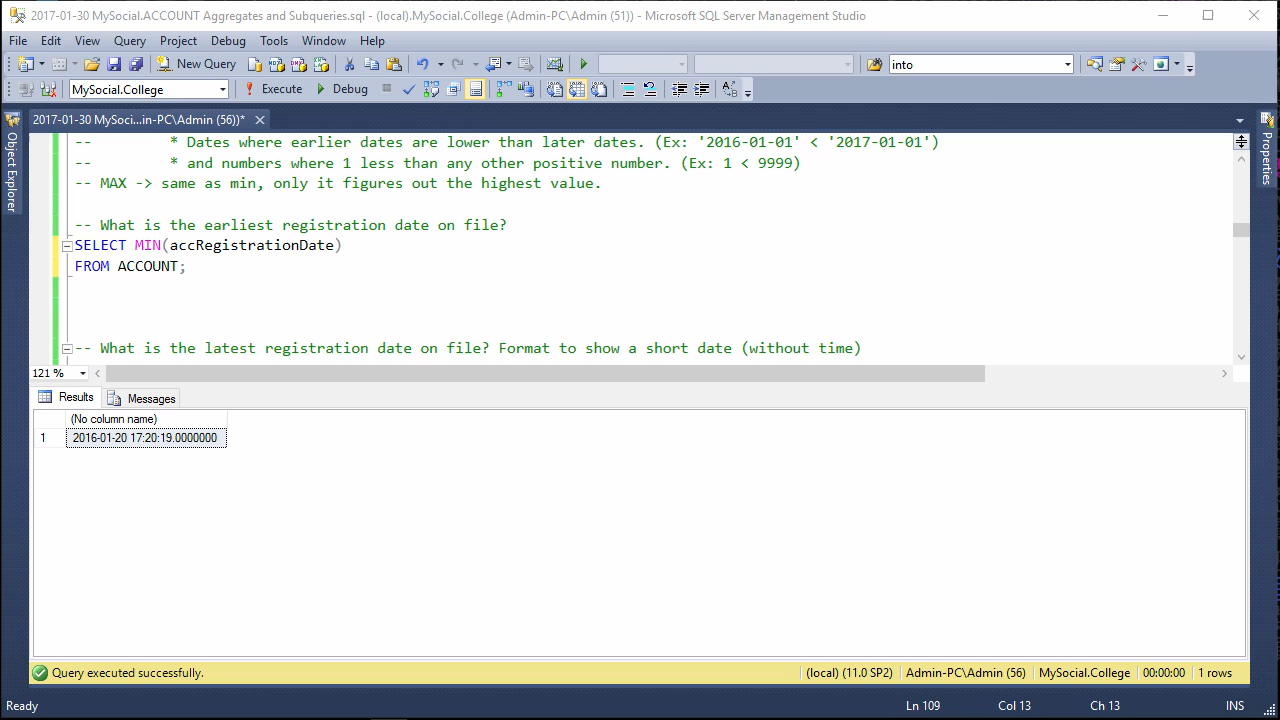 2017-01-30 MySocial.ACCOUNT Aggregates and Subqueries.sql - (local).MySocial.College (Admin-PC\Admin (51)) - Microsoft SQL Server Management Studio
File Edit View Query Project Debug Tools Window Help
New Query into
MySocial.College Execute Debug
2017-01-30 MySoci...in-PC\Admin (56))*
Object Explorer
Properties
-- * Dates where earlier dates are lower than later dates. (Ex: '2016-01-01' < '2017-01-01')
-- * and numbers where 1 less than any other positive number. (Ex: 1 < 9999)
-- MAX -> same as min, only it figures out the highest value.
-- What is the earliest registration date on file?
SELECT MIN(accRegistrationDate)
FROM ACCOUNT;
-- What is the latest registration date on file? Format to show a short date (without time)
121 %
Results Messages
(No column name)
1 2016-01-20 17:20:19.0000000
Query executed successfully. (local) (11.0 SP2) Admin-PC\Admin (56) MySocial.College 00:00:00 1 rows
Ready Ln 109 Col 13 Ch 13 INS